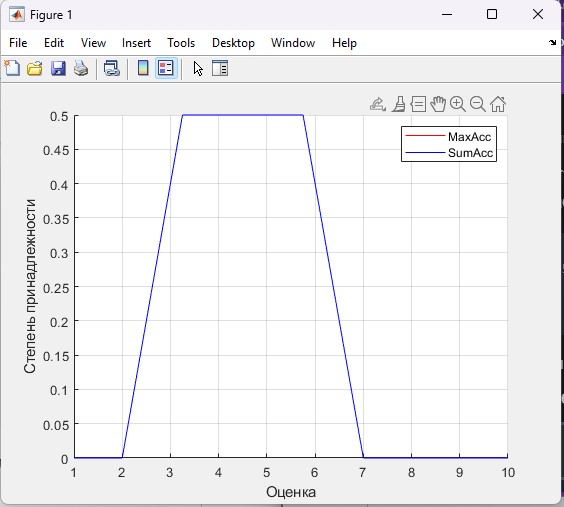 Figure 1
File Edit View Insert Tools Desktop Window Help
MaxAcc
SumAcc
0.5
0.45
0.4
0.35
0.3
0.25
0.2
0.15
0.1
0.05
0
Степень принадлежности
1 2 3 4 5 6 7 8 9 10
Оценка